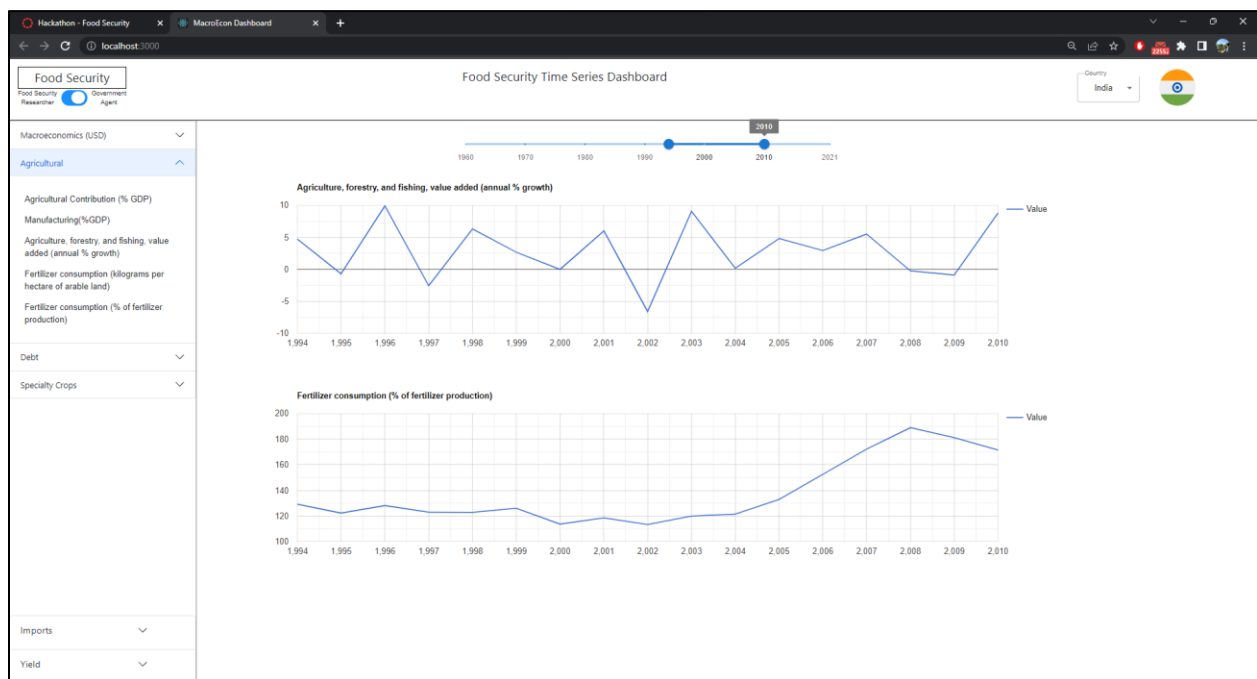 Hackathon - Food Security
MacroEcon Dashboard
localhost:3000
Food Security
Food Security Researcher
Government Agent
Food Security Time Series Dashboard
Country
India
Macroeconomics (USD)
Agricultural
Agricultural Contribution (% GDP)
Manufacturing(%GDP)
Agriculture, forestry, and fishing, value
added (annual % growth)
Fertilizer consumption (kilograms per
hectare of arable land)
Fertilizer consumption (% of fertilizer
production)
Debt
Specialty Crops
Imports
Yield
2010
1960 1970 1980 1990 2000 2010 2021
Agriculture, forestry, and fishing, value added (annual % growth)
Value
10
5
0
-5
-10
1,994 1,995 1,996 1,997 1,998 1,999 2,000 2,001 2,002 2,003 2,004 2,005 2,006 2,007 2,008 2,009 2,010
Fertilizer consumption (% of fertilizer production)
Value
200
180
160
140
120
100
1,994 1,995 1,996 1,997 1,998 1,999 2,000 2,001 2,002 2,003 2,004 2,005 2,006 2,007 2,008 2,009 2,010